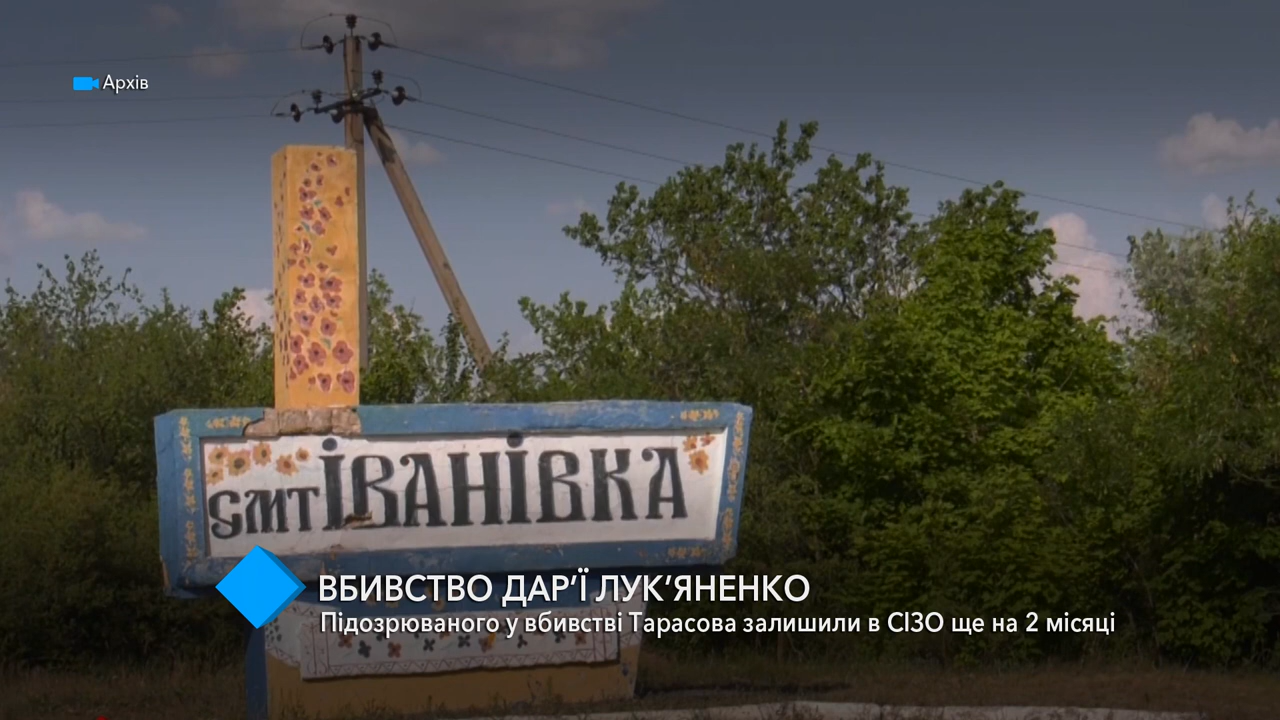 Архів
смт ІВАНІВКА
ВБИВСТВО ДАР’Ї ЛУК’ЯНЕНКО
Підозрюваного у вбивстві Тарасова залишили в СІЗО ще на 2 місяці